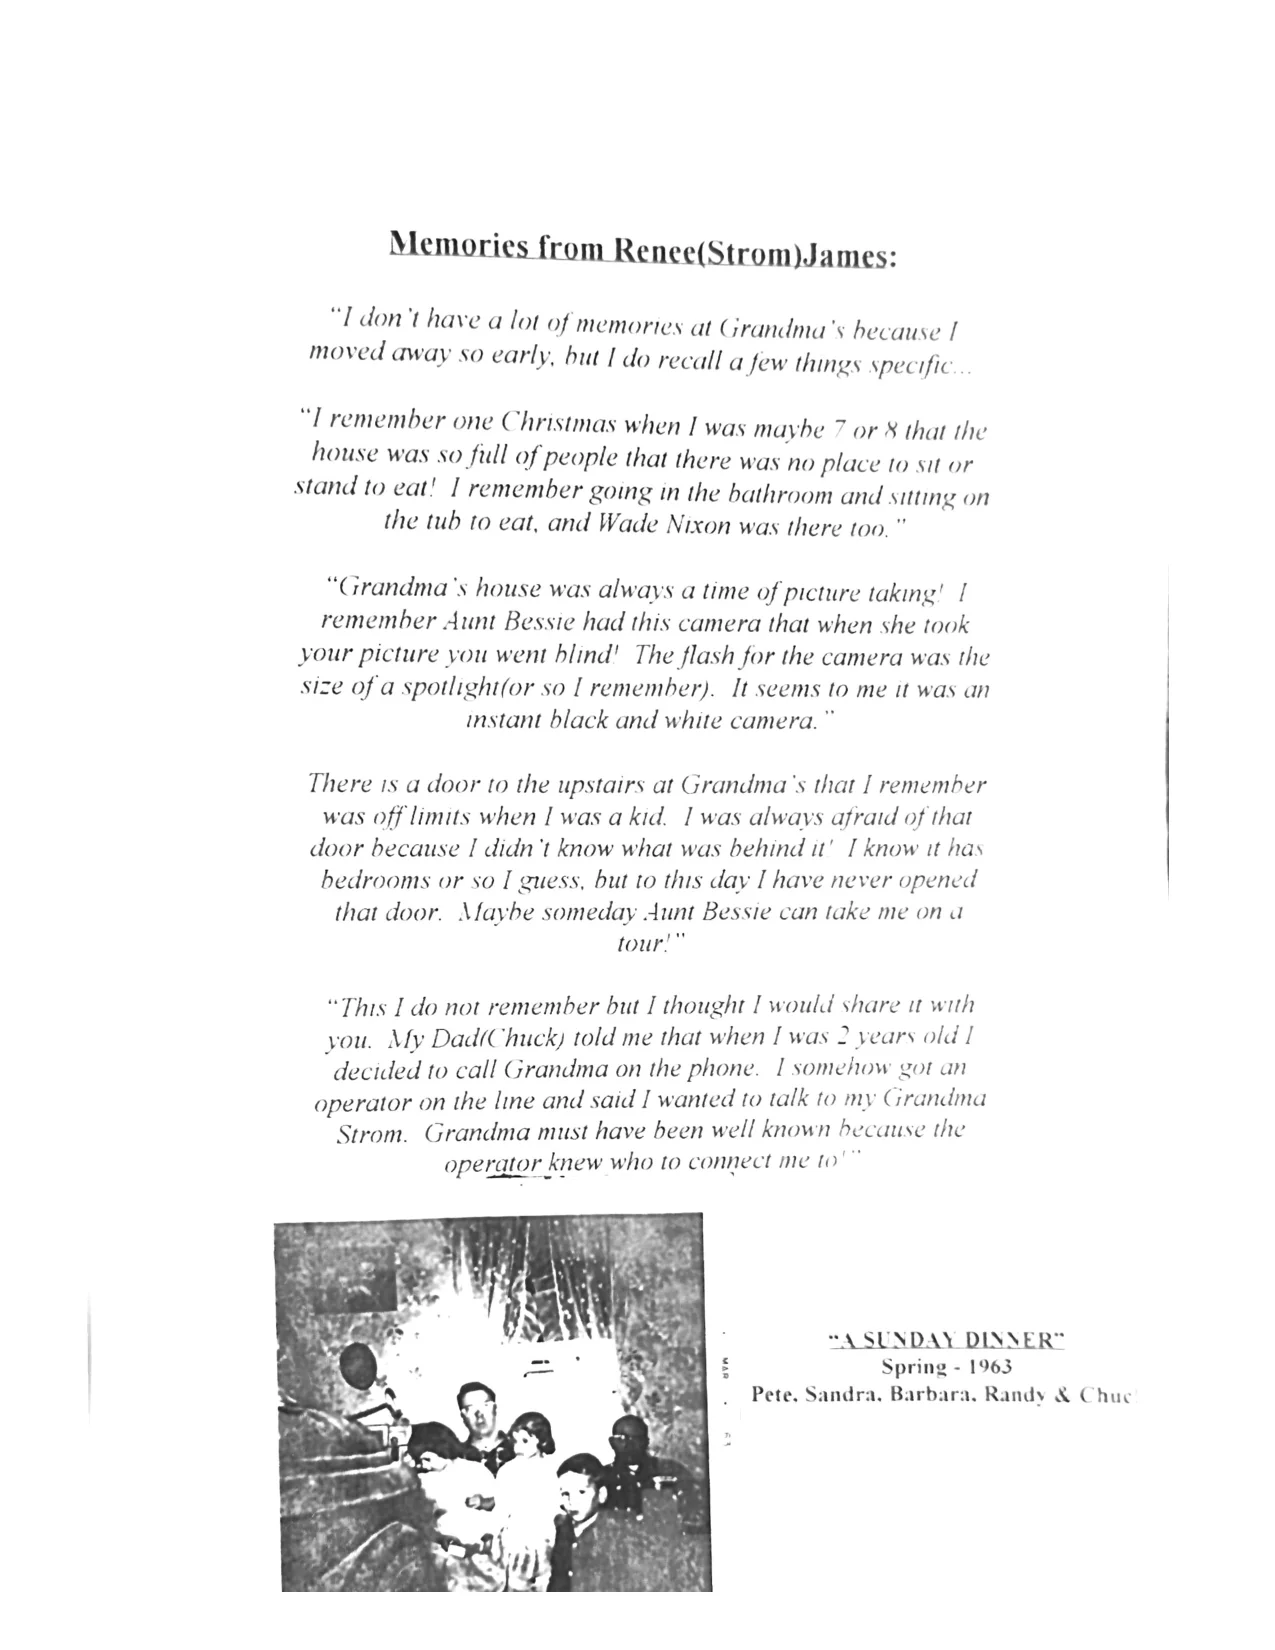 Memories from Renee(Strom)James:
"I don't have a lot of memories at Grandma's because I
moved away so early, but I do recall a few things specific...
"I remember one Christmas when I was maybe 7 or 8 that the
house was so full of people that there was no place to sit or
stand to eat! I remember going in the bathroom and sitting on
the tub to eat, and Wade Nixon was there too."
"Grandma's house was always a time of picture taking! I
remember Aunt Bessie had this camera that when she took
your picture you went blind! The flash for the camera was the
size of a spotlight(or so I remember). It seems to me it was an
instant black and white camera."
There is a door to the upstairs at Grandma's that I remember
was off limits when I was a kid. I was always afraid of that
door because I didn't know what was behind it! I know it has
bedrooms or so I guess, but to this day I have never opened
that door. Maybe someday Aunt Bessie can take me on a
tour!"
"This I do not remember but I thought I would share it with
you. My Dad(Chuck) told me that when I was 2 years old I
decided to call Grandma on the phone. I somehow got an
operator on the line and said I wanted to talk to my Grandma
Strom. Grandma must have been well known because the
operator knew who to connect me to!"
"A SUNDAY DINNER"
Spring - 1963
Pete, Sandra, Barbara, Randy & Chuc
MAR · 63